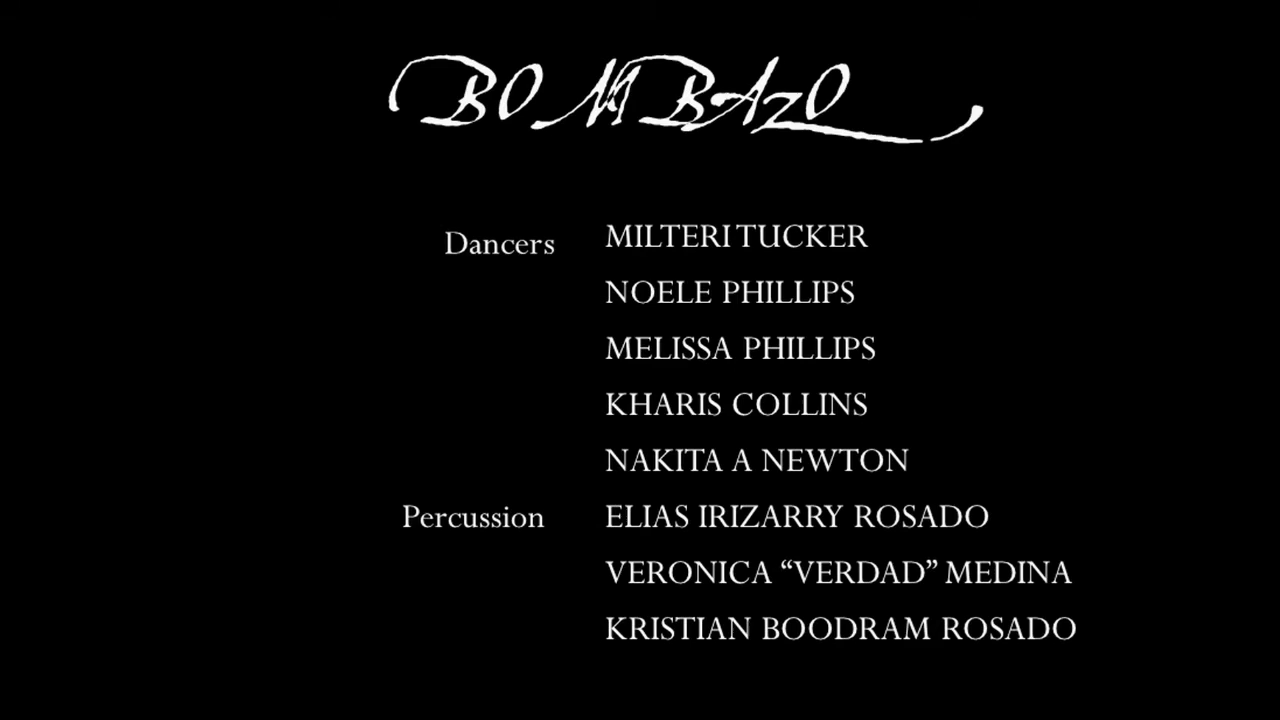 BOMBAZO
Dancers MILTERI TUCKER
NOELE PHILLIPS
MELISSA PHILLIPS
KHARIS COLLINS
NAKITA A NEWTON
Percussion ELIAS IRIZARRY ROSADO
VERONICA “VERDAD” MEDINA
KRISTIAN BOODRAM ROSADO